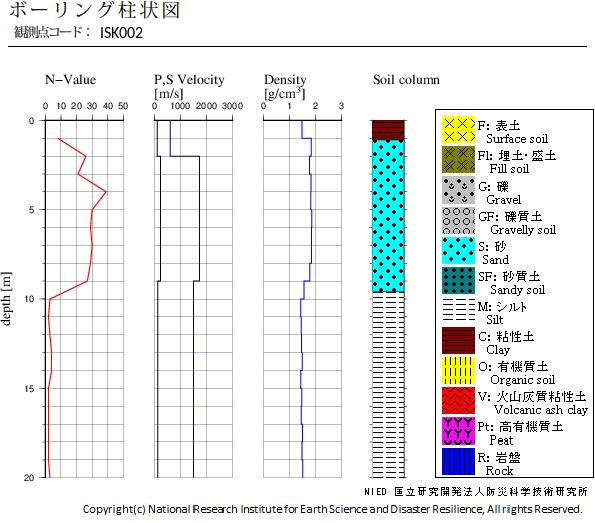 ボーリング柱状図
観測点コード： ISK002
N−Value
P,S Velocity
[m/s]
Density
[g/cm3]
Soil column
0 10 20 30 40 50
0 1000 2000 3000
0 1 2 3
depth [m]
0
5
10
15
20
F: 表土
Surface soil
Fl: 埋土・盛土
Fill soil
G: 礫
Gravel
GF: 礫質土
Gravelly soil
S: 砂
Sand
SF: 砂質土
Sandy soil
M: シルト
Silt
C: 粘性土
Clay
O: 有機質土
Organic soil
V: 火山灰質粘性土
Volcanic ash clay
Pt: 高有機質土
Peat
R: 岩盤
Rock
NIED 国立研究開発法人防災科学技術研究所
Copyright(c) National Research Institute for Earth Science and Disaster Resilience, All rights Reserved.